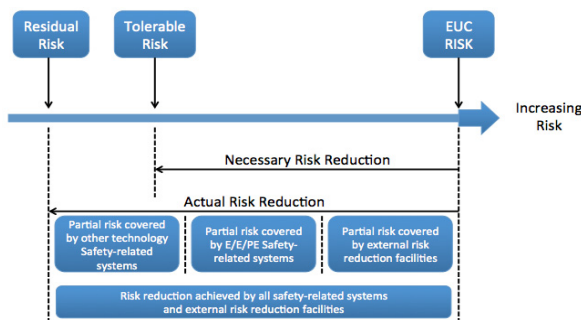 Residual
Risk
Tolerable
Risk
EUC
RISK
Increasing
Risk
Necessary Risk Reduction
Actual Risk Reduction
Partial risk covered
by other technology
Safety-related
systems
Partial risk covered
by E/E/PE Safety-
related systems
Partial risk covered
by external risk
reduction facilities
Risk reduction achieved by all safety-related systems
and external risk reduction facilities